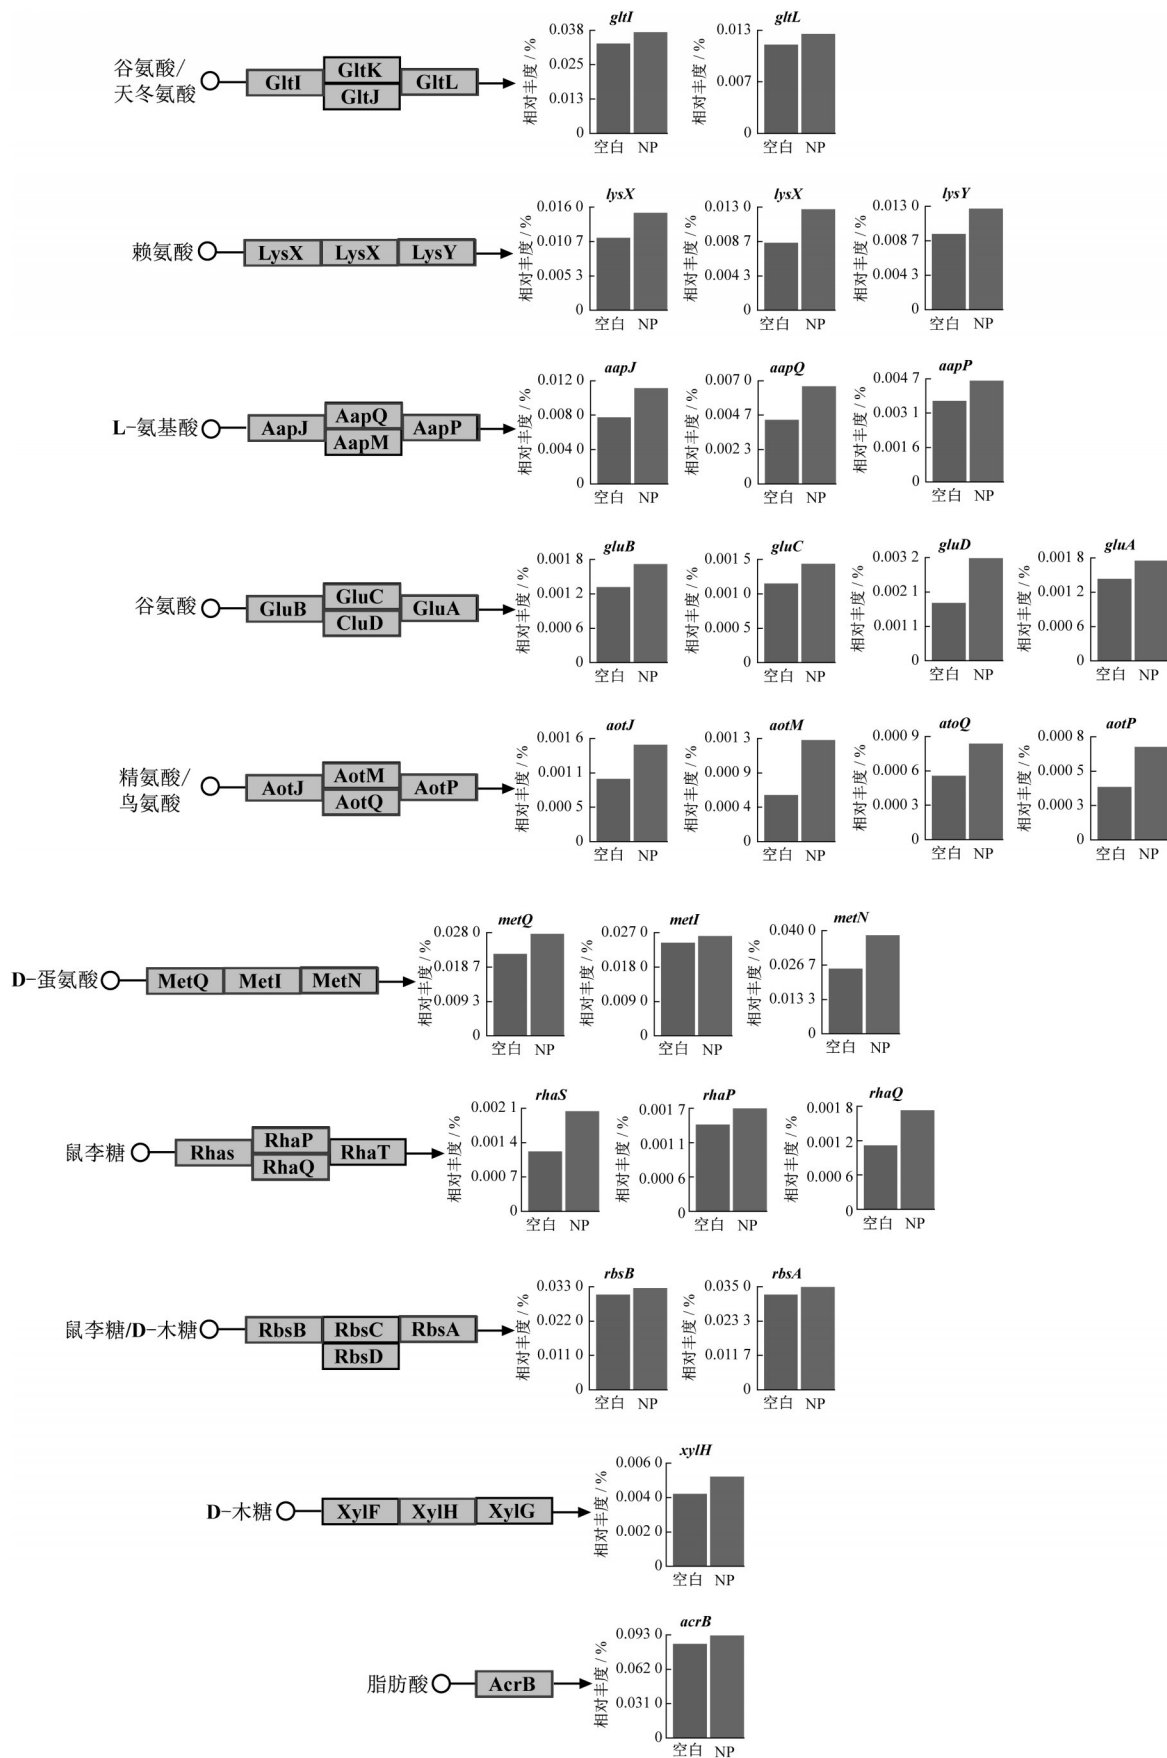 谷氨酸/
天冬氨酸
GltI
GltK
GltJ
GltL
gltI
相对丰度 / %
0.038
0.025
0.013
0
空白 NP
gltL
相对丰度 / %
0.013
0.007
0
空白 NP
赖氨酸
LysX
LysX
LysY
lysX
相对丰度 / %
0.016 0
0.010 7
0.005 3
0
空白 NP
lysX
相对丰度 / %
0.013 0
0.008 7
0.004 3
0
空白 NP
lysY
相对丰度 / %
0.013 0
0.008 7
0.004 3
0
空白 NP
L-氨基酸
AapJ
AapQ
AapM
AapP
aapJ
相对丰度 / %
0.012 0
0.008 0
0.004 0
0
空白 NP
aapQ
相对丰度 / %
0.007 0
0.004 7
0.002 3
0
空白 NP
aapP
相对丰度 / %
0.004 7
0.003 1
0.001 6
0
空白 NP
谷氨酸
GluB
GluC
CluD
GluA
gluB
相对丰度 / %
0.001 8
0.001 2
0.000 6
0
空白 NP
gluC
相对丰度 / %
0.001 5
0.001 0
0.000 5
0
空白 NP
gluD
相对丰度 / %
0.003 2
0.002 1
0.001 1
0
空白 NP
gluA
相对丰度 / %
0.001 8
0.001 2
0.000 6
0
空白 NP
精氨酸/
鸟氨酸
AotJ
AotM
AotQ
AotP
aotJ
相对丰度 / %
0.001 6
0.001 1
0.000 5
0
空白 NP
aotM
相对丰度 / %
0.001 3
0.000 9
0.000 4
0
空白 NP
atoQ
相对丰度 / %
0.000 9
0.000 6
0.000 3
0
空白 NP
aotP
相对丰度 / %
0.000 8
0.000 5
0.000 3
0
空白 NP
D-蛋氨酸
MetQ
MetI
MetN
metQ
相对丰度 / %
0.028 0
0.018 7
0.009 3
0
空白 NP
metI
相对丰度 / %
0.027 0
0.018 0
0.009 0
0
空白 NP
metN
相对丰度 / %
0.040 0
0.026 7
0.013 3
0
空白 NP
鼠李糖
Rhas
RhaP
RhaQ
RhaT
rhaS
相对丰度 / %
0.002 1
0.001 4
0.000 7
0
空白 NP
rhaP
相对丰度 / %
0.001 7
0.001 1
0.000 6
0
空白 NP
rhaQ
相对丰度 / %
0.001 8
0.001 2
0.000 6
0
空白 NP
鼠李糖/D-木糖
RbsB
RbsC
RbsD
RbsA
rbsB
相对丰度 / %
0.033 0
0.022 0
0.011 0
0
空白 NP
rbsA
相对丰度 / %
0.035 0
0.023 3
0.011 7
0
空白 NP
D-木糖
XylF
XylH
XylG
xylH
相对丰度 / %
0.006 0
0.004 0
0.002 0
0
空白 NP
脂肪酸
AcrB
acrB
相对丰度 / %
0.093 0
0.062 0
0.031 0
0
空白 NP